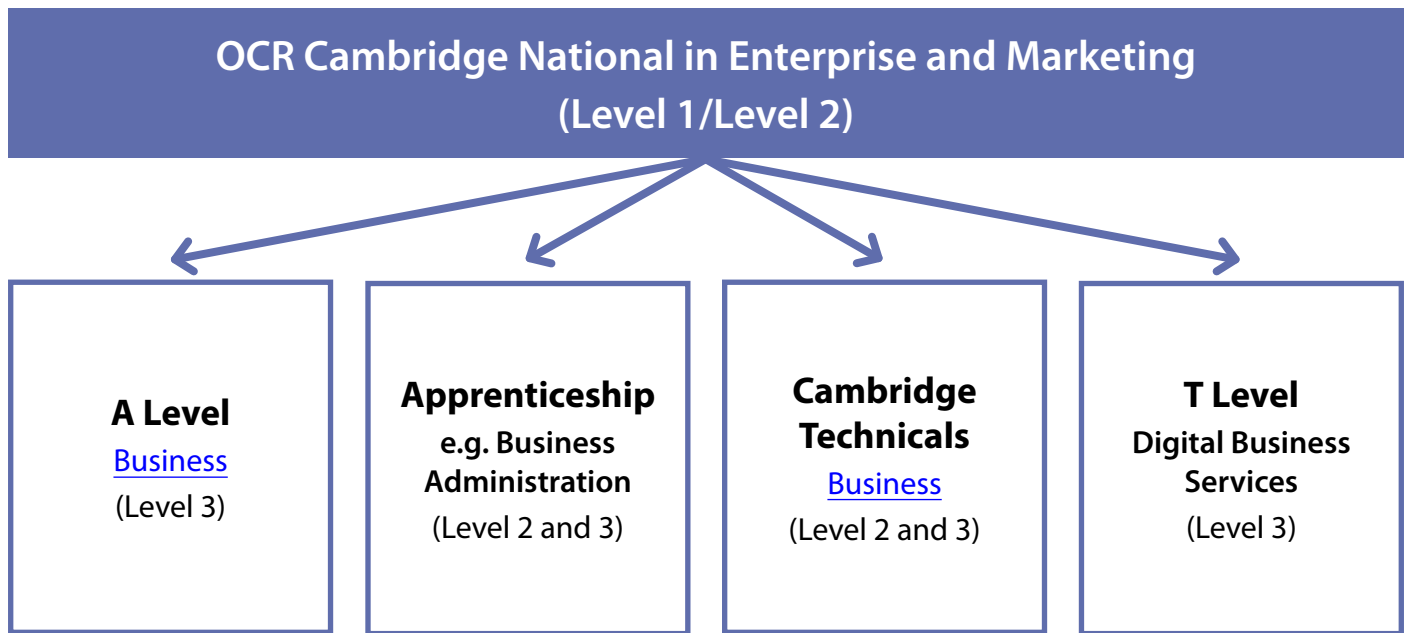 OCR Cambridge National in Enterprise and Marketing
(Level 1/Level 2)
A Level
Business
(Level 3)
Apprenticeship
e.g. Business
Administration
(Level 2 and 3)
Cambridge
Technicals
Business
(Level 2 and 3)
T Level
Digital Business
Services
(Level 3)